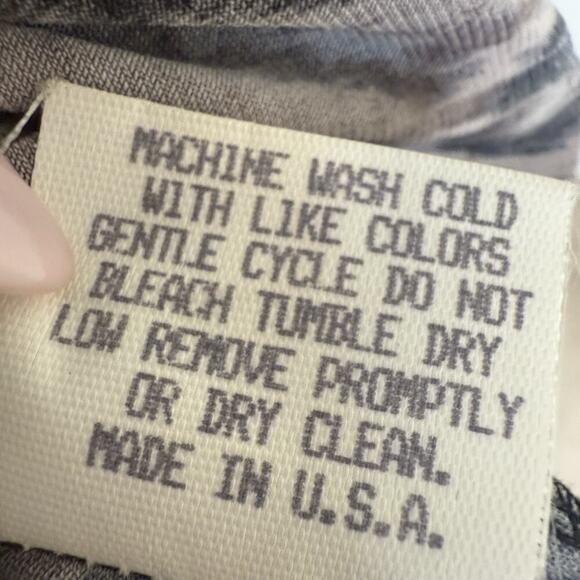 MACHINE WASH COLD
WITH LIKE COLORS
GENTLE CYCLE DO NOT
BLEACH TUMBLE DRY
LOW REMOVE PROMPTLY
OR DRY CLEAN.
MADE IN U.S.A.